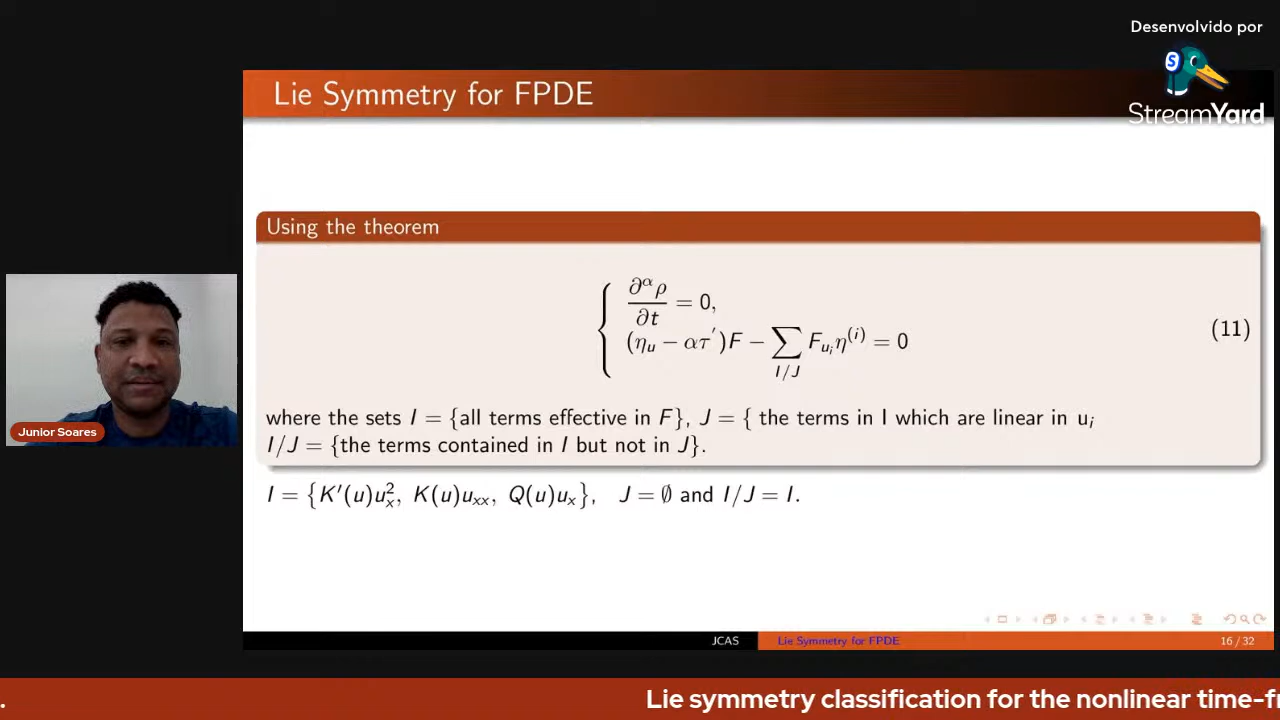 Desenvolvido por
StreamYard
Lie Symmetry for FPDE
Using the theorem
∂^α ρ / ∂t = 0,
(η_u − ατ′)F − ∑_{I/J} F_{u_i} η^{(i)} = 0
(11)
where the sets I = {all terms effective in F}, J = { the terms in I which are linear in u_i
I/J = {the terms contained in I but not in J}.
I = {K′(u)u_x^2, K(u)u_{xx}, Q(u)u_x}, J = ∅ and I/J = I.
Junior Soares
JCAS
Lie Symmetry for FPDE
16 / 32
. Lie symmetry classification for the nonlinear time-fr